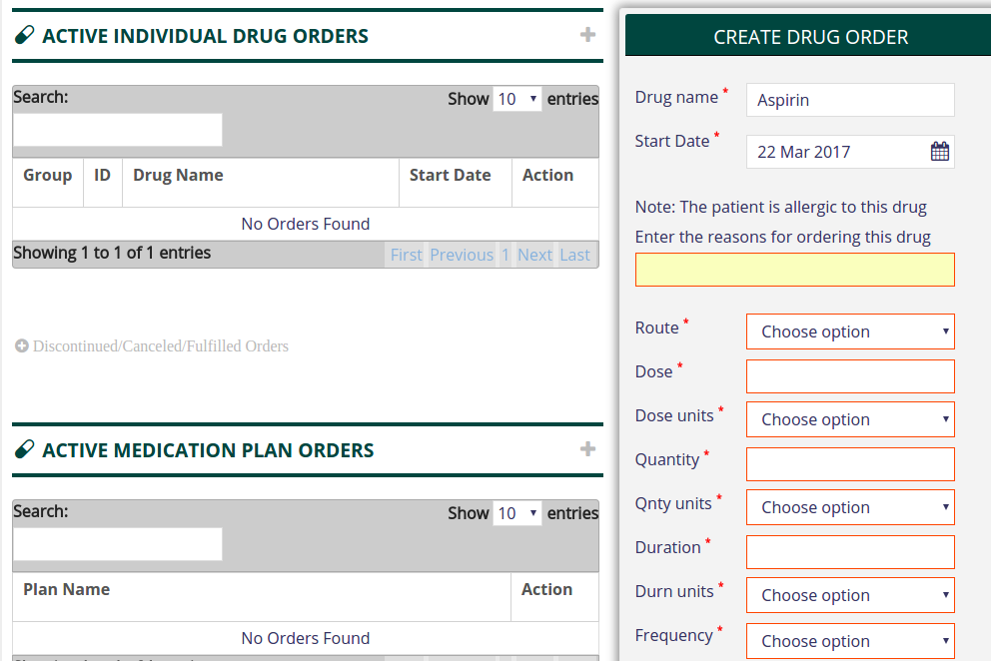 ACTIVE INDIVIDUAL DRUG ORDERS
Search:
Show 10 entries
Group ID Drug Name Start Date Action
No Orders Found
Showing 1 to 1 of 1 entries
First Previous 1 Next Last
Discontinued/Canceled/Fulfilled Orders
ACTIVE MEDICATION PLAN ORDERS
Search:
Show 10 entries
Plan Name Action
No Orders Found
CREATE DRUG ORDER
Drug name * Aspirin
Start Date * 22 Mar 2017
Note: The patient is allergic to this drug
Enter the reasons for ordering this drug
Route * Choose option
Dose *
Dose units * Choose option
Quantity *
Qnty units * Choose option
Duration *
Durn units * Choose option
Frequency * Choose option